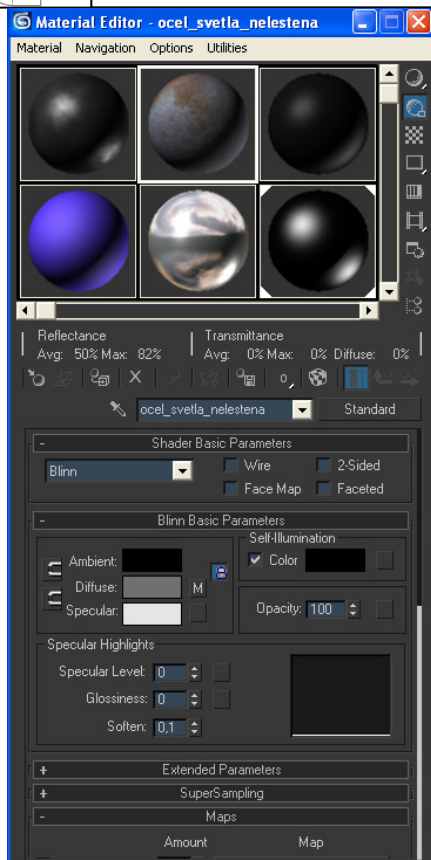 Material Editor - ocel_svetla_nelestena
Material Navigation Options Utilities
Reflectance Transmittance
Avg: 50% Max: 82% Avg: 0% Max: 0% Diffuse: 0%
ocel_svetla_nelestena Standard
- Shader Basic Parameters
Blinn Wire 2-Sided
Face Map Faceted
- Blinn Basic Parameters
Self-Illumination
Ambient: Color
Diffuse: M
Specular: Opacity: 100
Specular Highlights
Specular Level: 0
Glossiness: 0
Soften: 0,1
+ Extended Parameters
+ SuperSampling
- Maps
Amount Map